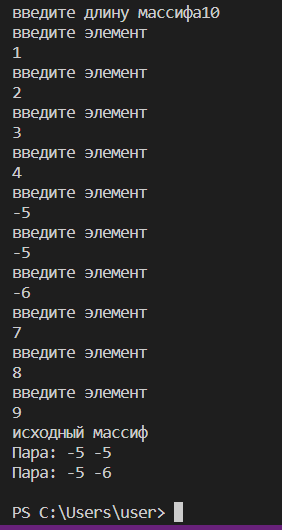 введите длину массифа10
введите элемент
1
введите элемент
2
введите элемент
3
введите элемент
4
введите элемент
-5
введите элемент
-5
введите элемент
-6
введите элемент
7
введите элемент
8
введите элемент
9
исходный массиф
Пара: -5 -5
Пара: -5 -6
PS C:\Users\user>